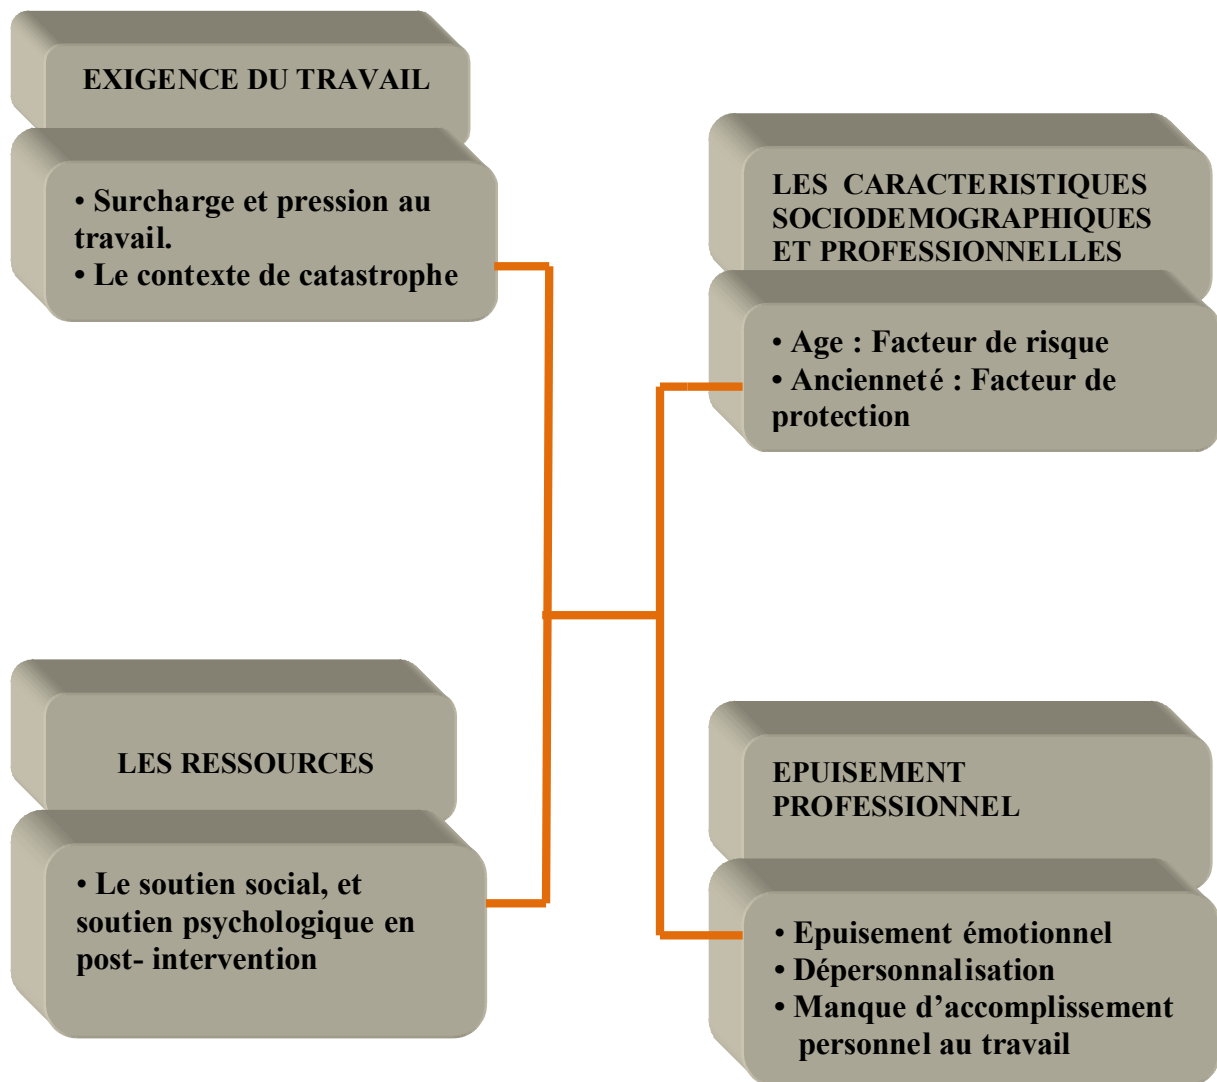 EXIGENCE DU TRAVAIL
• Surcharge et pression au
travail.
• Le contexte de catastrophe
LES CARACTERISTIQUES
SOCIODEMOGRAPHIQUES
ET PROFESSIONNELLES
• Age : Facteur de risque
• Ancienneté : Facteur de
protection
LES RESSOURCES
• Le soutien social, et
soutien psychologique en
post- intervention
EPUISEMENT
PROFESSIONNEL
• Epuisement émotionnel
• Dépersonnalisation
• Manque d’accomplissement
personnel au travail